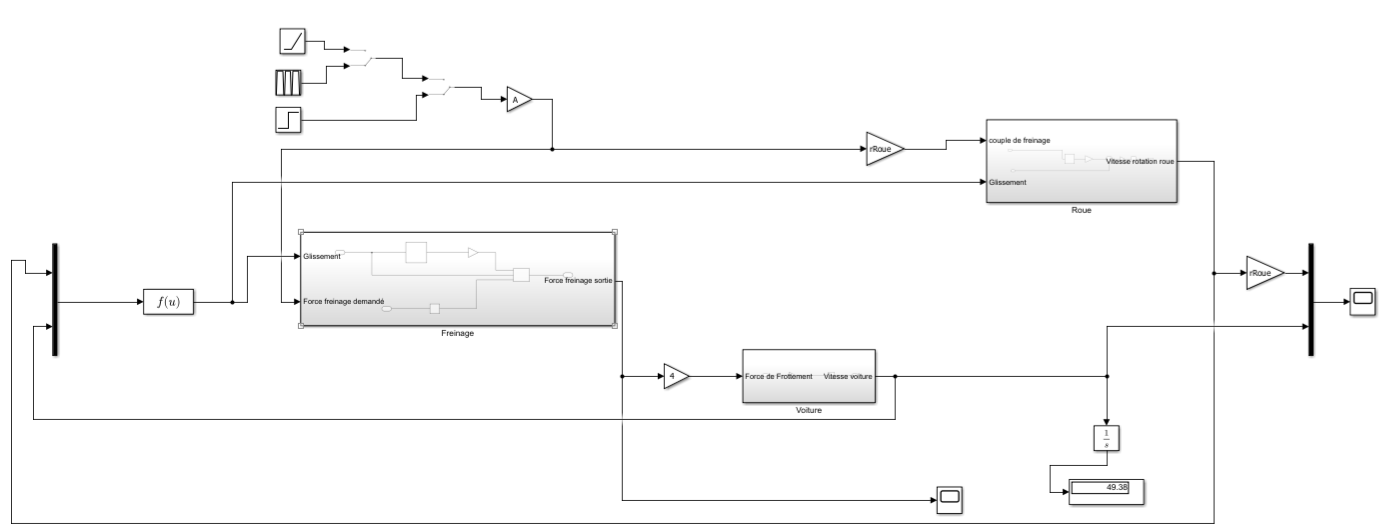 A
rRoue
couple de freinage
Vitesse rotation roue
Glissement
Roue
Glissement
Force freinage sortie
Force freinage demandé
Freinage
f(u)
rRoue
4
Force de Frottement
Vitesse voiture
Voiture
1
s
49.38